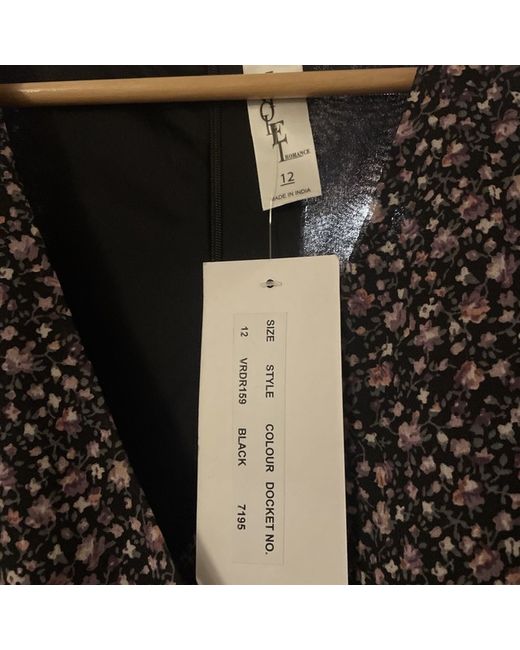 ROMANCE
12
MADE IN INDIA
SIZE STYLE COLOUR DOCKET NO.
12 VRDR159 BLACK 7195